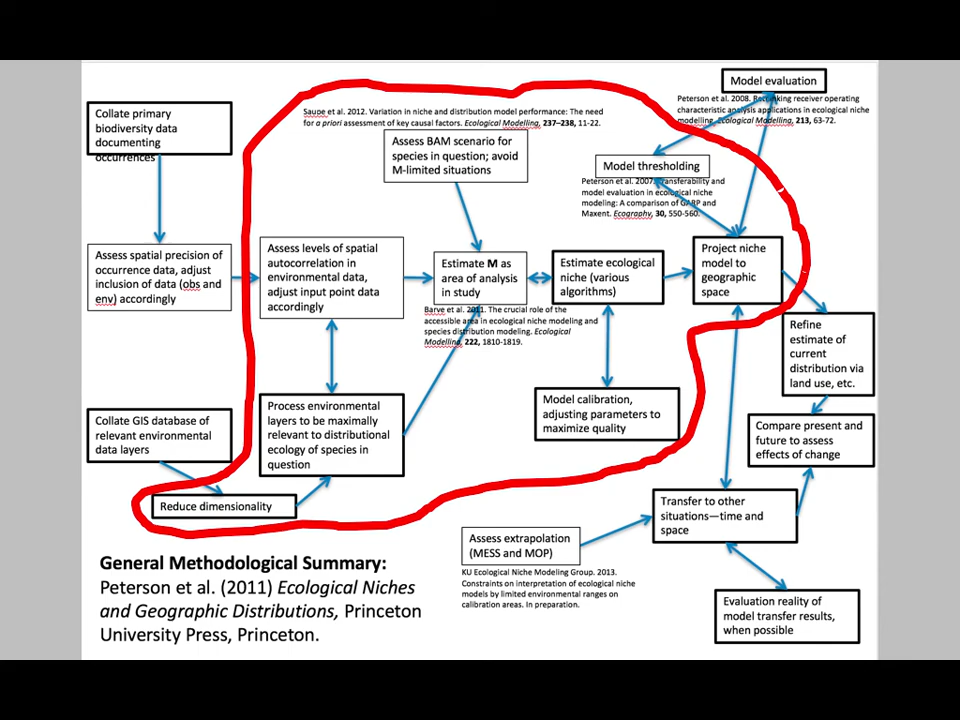 Model evaluation
Peterson et al. 2008. Rethinking receiver operating
characteristic analysis applications in ecological niche
modeling. Ecological Modelling, 213, 63-72.
Collate primary
biodiversity data
documenting
occurrences
Saupe et al. 2012. Variation in niche and distribution model performance: The need
for a priori assessment of key causal factors. Ecological Modelling, 237–238, 11-22.
Assess BAM scenario for
species in question; avoid
M-limited situations
Model thresholding
Peterson et al. 2007. Transferability and
model evaluation in ecological niche
modeling: A comparison of GARP and
Maxent. Ecography, 30, 550-560.
Assess spatial precision of
occurrence data, adjust
inclusion of data (obs and
env) accordingly
Assess levels of spatial
autocorrelation in
environmental data,
adjust input point data
accordingly
Estimate M as
area of analysis
in study
Barve et al. 2011. The crucial role of the
accessible area in ecological niche modeling and
species distribution modeling. Ecological
Modelling, 222, 1810-1819.
Estimate ecological
niche (various
algorithms)
Project niche
model to
geographic
space
Refine
estimate of
current
distribution via
land use, etc.
Collate GIS database of
relevant environmental
data layers
Process environmental
layers to be maximally
relevant to distributional
ecology of species in
question
Model calibration,
adjusting parameters to
maximize quality
Compare present and
future to assess
effects of change
Reduce dimensionality
Transfer to other
situations—time and
space
Assess extrapolation
(MESS and MOP)
KU Ecological Niche Modeling Group. 2013.
Constraints on interpretation of ecological niche
models by limited environmental ranges on
calibration areas. In preparation.
Evaluation reality of
model transfer results,
when possible
General Methodological Summary:
Peterson et al. (2011) Ecological Niches
and Geographic Distributions, Princeton
University Press, Princeton.